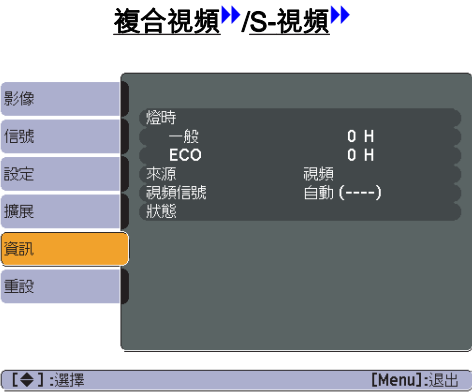 複合視頻/S-視頻
影像
信號
設定
擴展
資訊
重設
燈時
一般 0 H
ECO 0 H
來源 視頻
視頻信號 自動 (----)
狀態
[◆] :選擇 [Menu]:退出